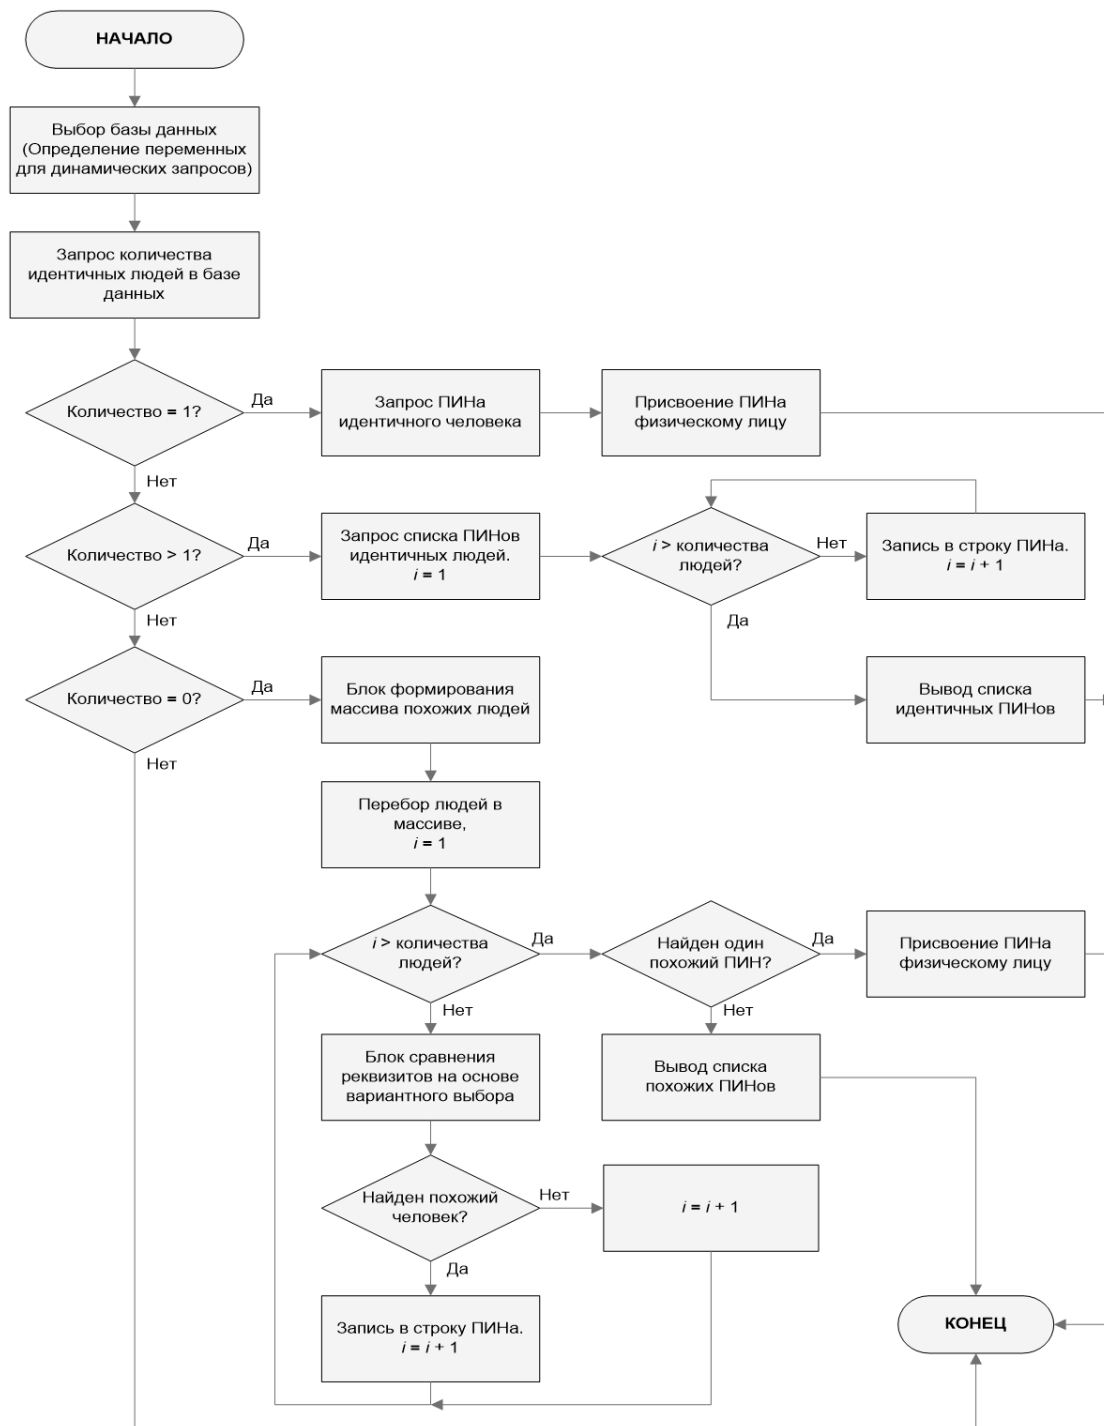 НАЧАЛО
Выбор базы данных
(Определение переменных
для динамических запросов)
Запрос количества
идентичных людей в базе
данных
Количество = 1?
Да
Запрос ПИНа
идентичного человека
Присвоение ПИНа
физическому лицу
Нет
Количество > 1?
Да
Запрос списка ПИНов
идентичных людей.
i = 1
i > количества
людей?
Нет
Запись в строку ПИНа.
i = i + 1
Да
Вывод списка
идентичных ПИНов
Нет
Количество = 0?
Да
Блок формирования
массива похожих людей
Нет
Перебор людей в
массиве,
i = 1
i > количества
людей?
Да
Найден один
похожий ПИН?
Да
Присвоение ПИНа
физическому лицу
Нет
Нет
Блок сравнения
реквизитов на основе
вариантного выбора
Вывод списка
похожих ПИНов
Найден похожий
человек?
Нет
i = i + 1
Да
Запись в строку ПИНа.
i = i + 1
КОНЕЦ